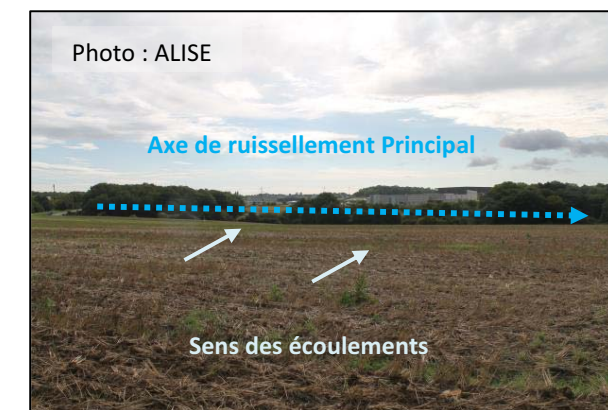 Photo : ALISE
Axe de ruissellement Principal
Sens des écoulements